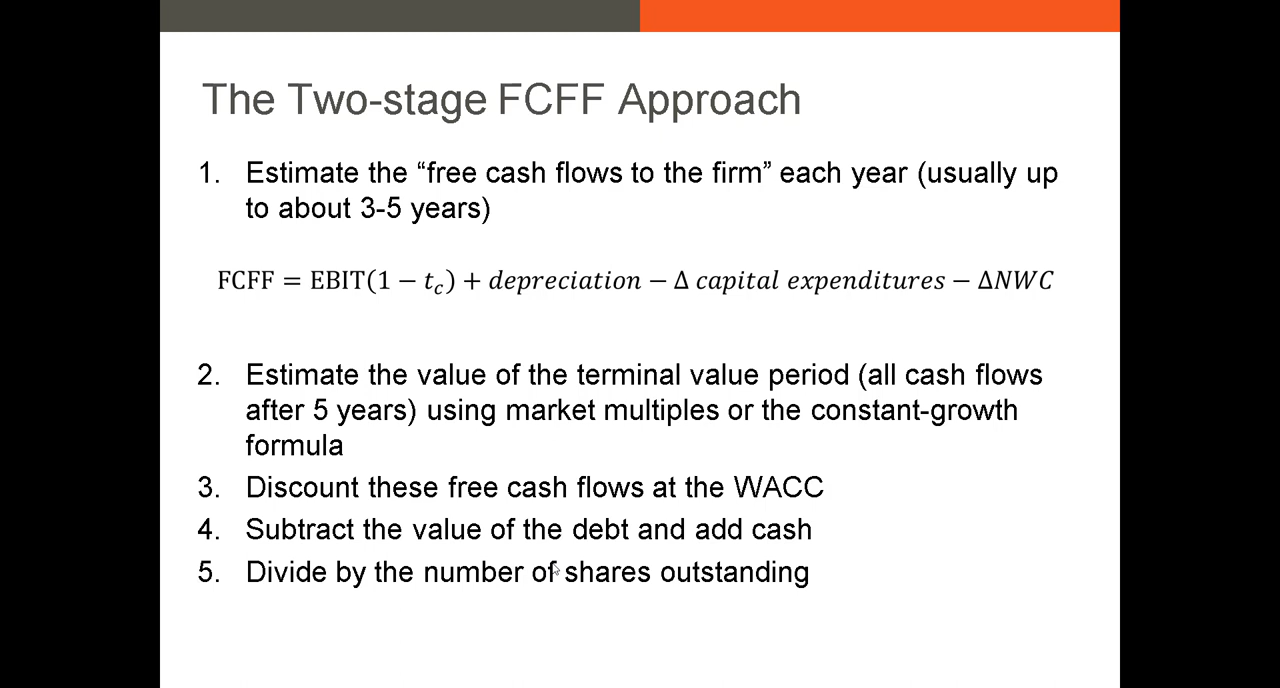 The Two-stage FCFF Approach
1. Estimate the “free cash flows to the firm” each year (usually up
to about 3-5 years)
FCFF = EBIT(1 − t_c) + depreciation − Δ capital expenditures − ΔNWC
2. Estimate the value of the terminal value period (all cash flows
after 5 years) using market multiples or the constant-growth
formula
3. Discount these free cash flows at the WACC
4. Subtract the value of the debt and add cash
5. Divide by the number of shares outstanding